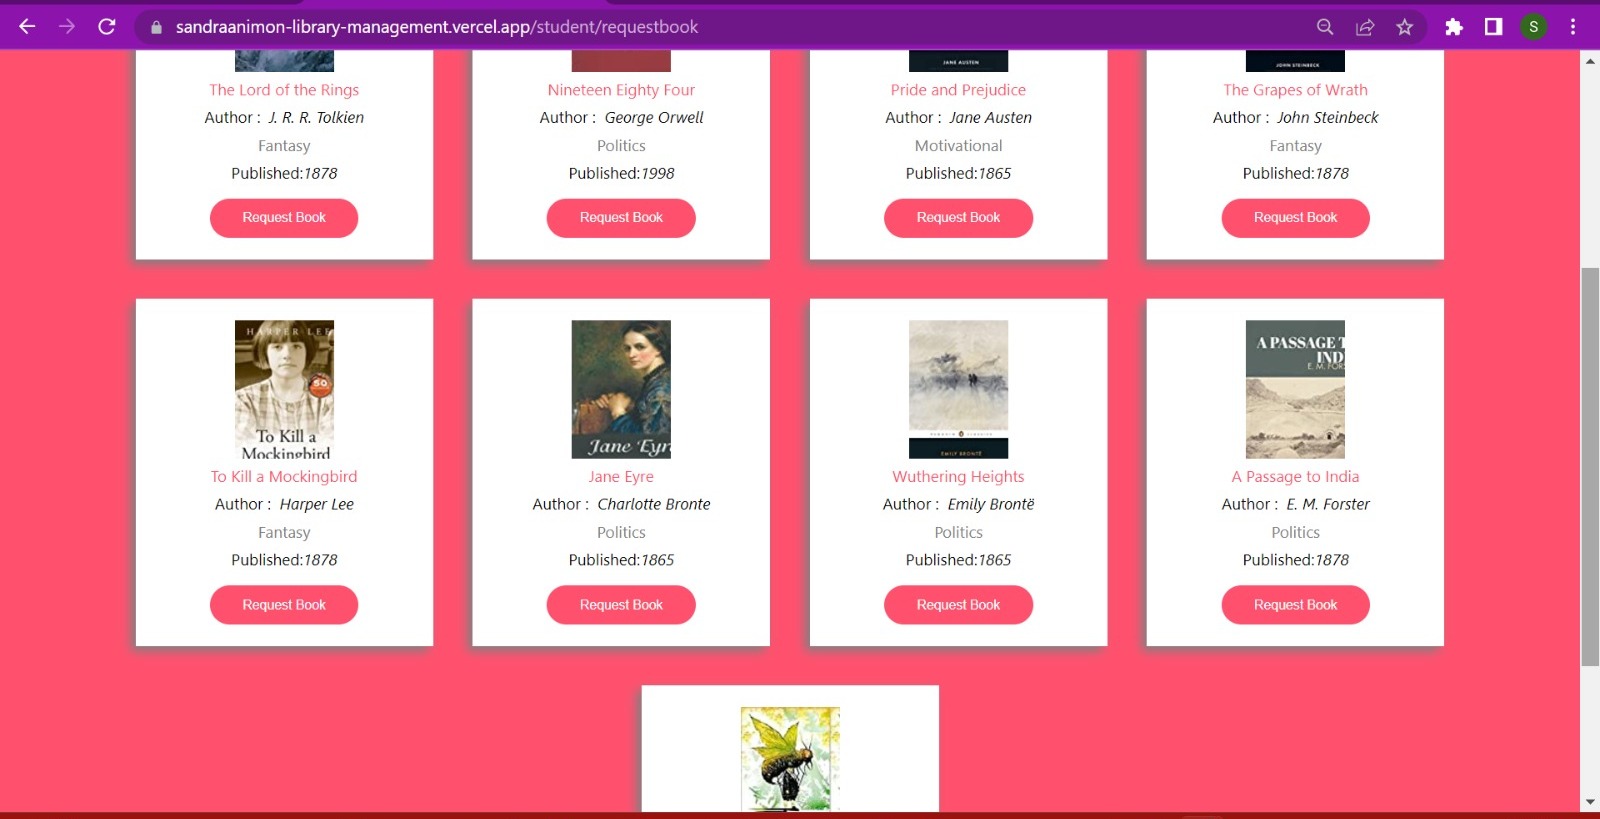 sandraanimon-library-management.vercel.app/student/requestbook
S
JANE AUSTEN
JOHN STEINBECK
The Lord of the Rings
Nineteen Eighty Four
Pride and Prejudice
The Grapes of Wrath
Author : J. R. R. Tolkien
Author : George Orwell
Author : Jane Austen
Author : John Steinbeck
Fantasy
Politics
Motivational
Fantasy
Published:1878
Published:1998
Published:1865
Published:1878
Request Book
Request Book
Request Book
Request Book
HARPER LEE
50
To Kill a
Mockingbird
Jane Eyr
PENGUIN CLASSICS
EMILY BRONTË
A PASSAGE T
IND
E. M. FORS
To Kill a Mockingbird
Jane Eyre
Wuthering Heights
A Passage to India
Author : Harper Lee
Author : Charlotte Bronte
Author : Emily Brontë
Author : E. M. Forster
Fantasy
Politics
Politics
Politics
Published:1878
Published:1865
Published:1865
Published:1878
Request Book
Request Book
Request Book
Request Book